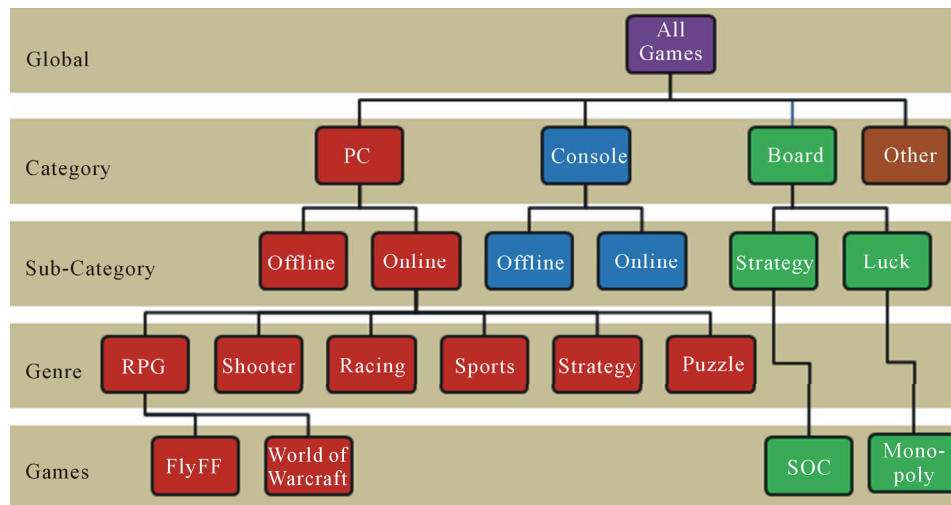 All
Games
Global
PC
Console
Board
Other
Category
Offline
Online
Offline
Online
Strategy
Luck
Sub-Category
RPG
Shooter
Racing
Sports
Strategy
Puzzle
Genre
FlyFF
World of
Warcraft
SOC
Mono-
poly
Games